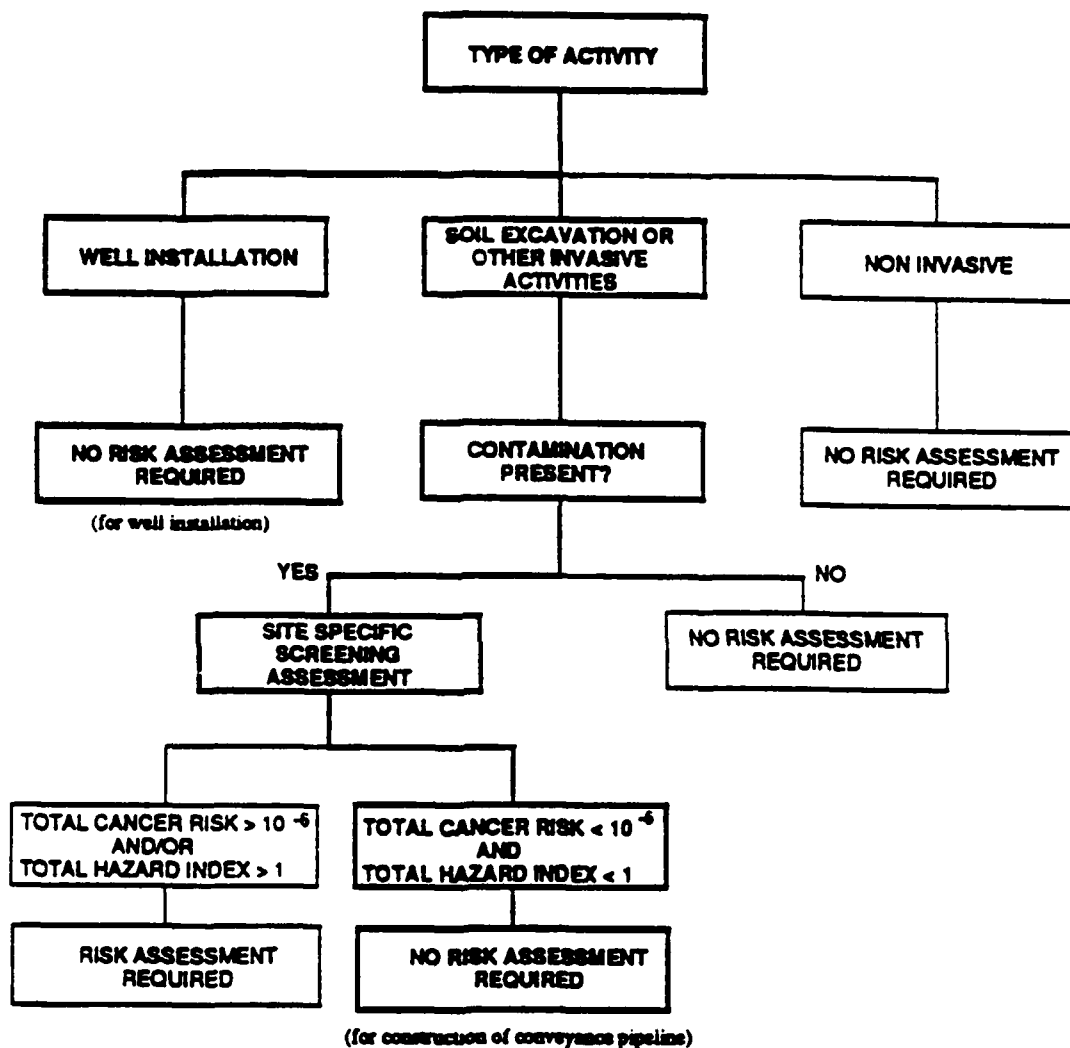 TYPE OF ACTIVITY
WELL INSTALLATION
SOIL EXCAVATION OR
OTHER INVASIVE
ACTIVITIES
NON INVASIVE
NO RISK ASSESSMENT
REQUIRED
(for well installation)
CONTAMINATION
PRESENT?
NO RISK ASSESSMENT
REQUIRED
YES
NO
SITE SPECIFIC
SCREENING
ASSESSMENT
NO RISK ASSESSMENT
REQUIRED
TOTAL CANCER RISK > 10⁻⁶
AND/OR
TOTAL HAZARD INDEX > 1
TOTAL CANCER RISK < 10⁻⁶
AND
TOTAL HAZARD INDEX < 1
RISK ASSESSMENT
REQUIRED
NO RISK ASSESSMENT
REQUIRED
(for construction of conveyance pipeline)